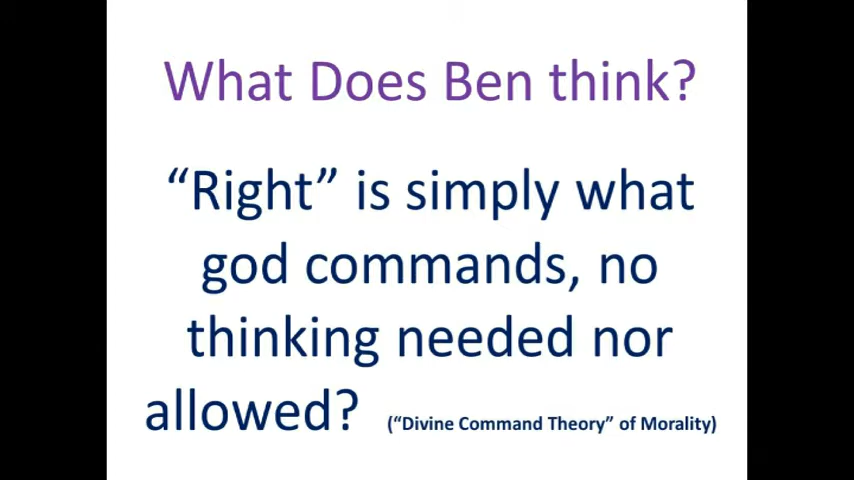 What Does Ben think?
“Right” is simply what
god commands, no
thinking needed nor
allowed? (“Divine Command Theory” of Morality)